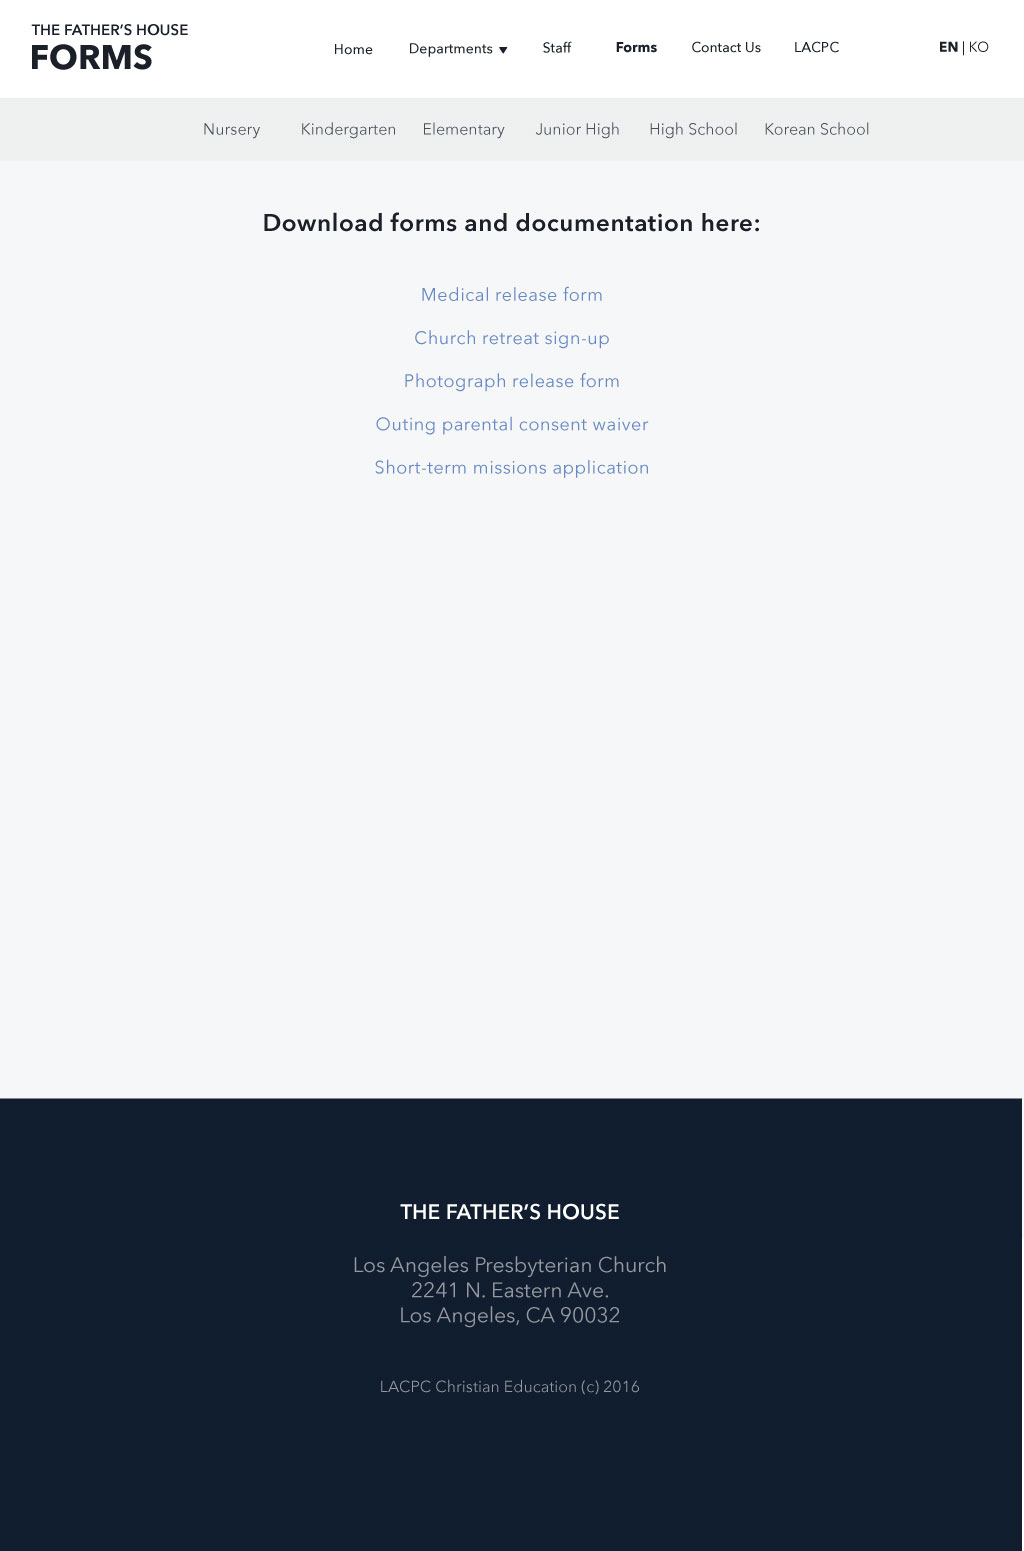 THE FATHER’S HOUSE
FORMS
Home Departments ▼ Staff Forms Contact Us LACPC EN | KO
Nursery Kindergarten Elementary Junior High High School Korean School
Download forms and documentation here:
Medical release form
Church retreat sign-up
Photograph release form
Outing parental consent waiver
Short-term missions application
THE FATHER’S HOUSE
Los Angeles Presbyterian Church
2241 N. Eastern Ave.
Los Angeles, CA 90032
LACPC Christian Education (c) 2016